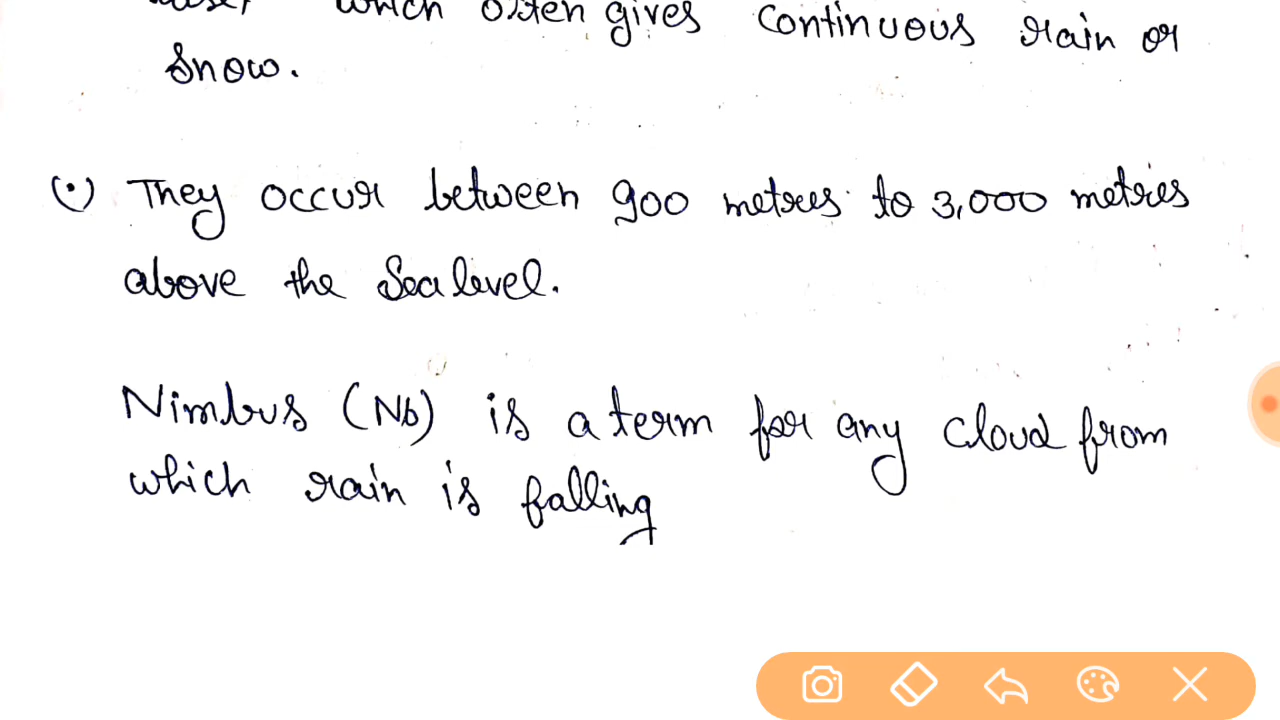 which often gives continuous rain or
Snow.
(•) They occur between 900 metres to 3,000 metres
above the Sea level.
Nimbus (Nb) is a term for any cloud from
which rain is falling